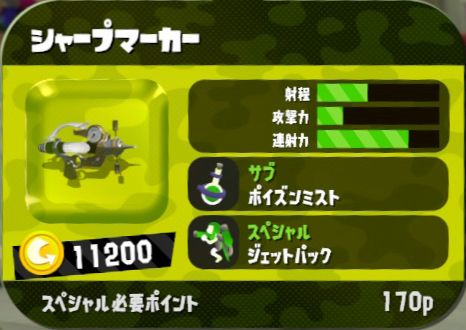 シャープマーカー
射程
攻撃力
連射力
サブ
ポイズンミスト
スペシャル
ジェットパック
11200
スペシャル必要ポイント 170p